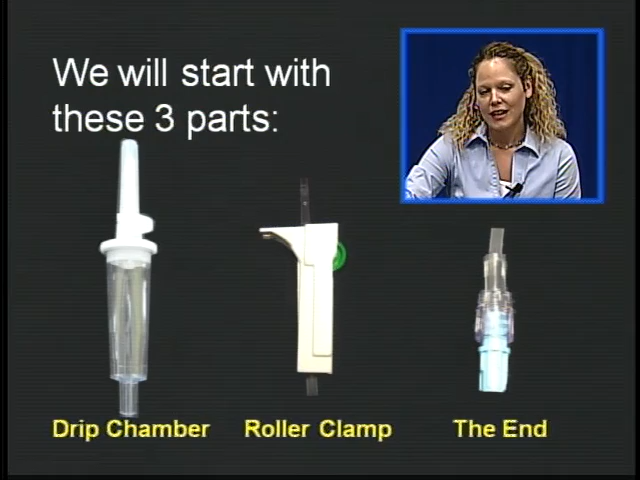 We will start with
these 3 parts:
Drip Chamber
Roller Clamp
The End